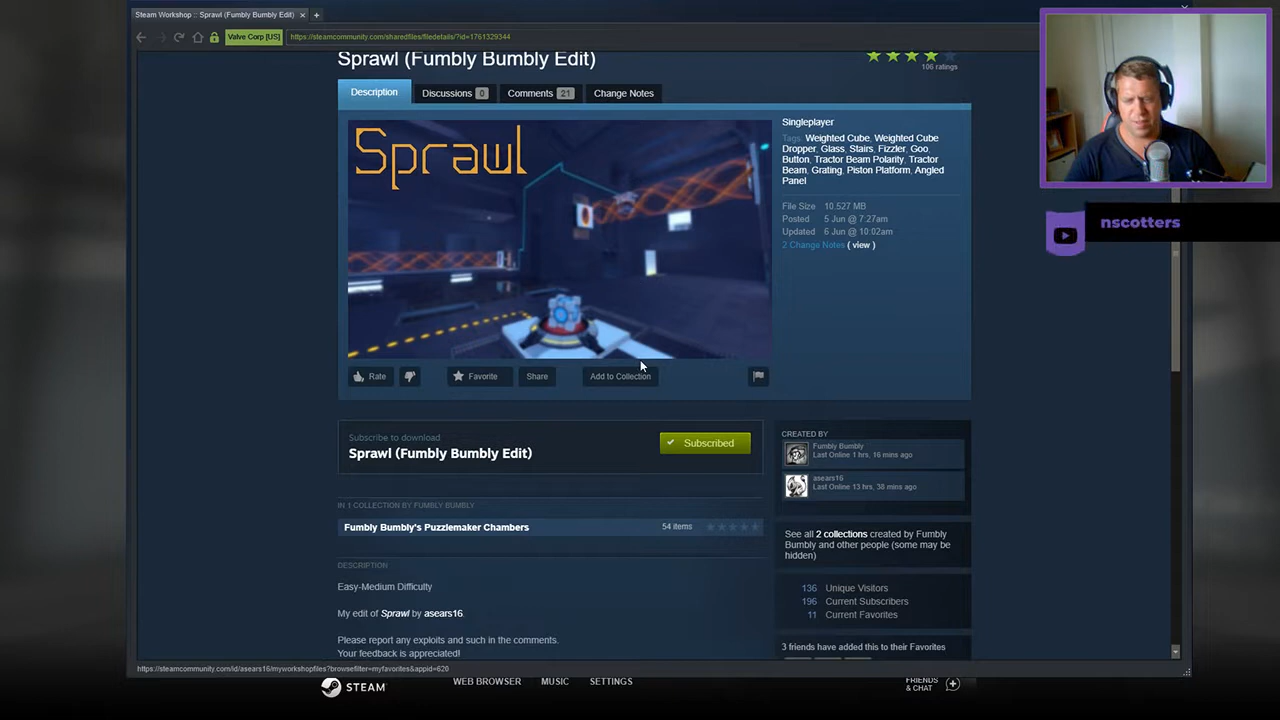 Steam Workshop :: Sprawl (Fumbly Bumbly Edit)
Valve Corp [US]
https://steamcommunity.com/sharedfiles/filedetails/?id=1761329344
Sprawl (Fumbly Bumbly Edit)
106 ratings
Description
Discussions 0
Comments 21
Change Notes
Sprawl
Singleplayer
Tags: Weighted Cube, Weighted Cube
Dropper, Glass, Stairs, Fizzler, Goo,
Button, Tractor Beam Polarity, Tractor
Beam, Grating, Piston Platform, Angled
Panel
File Size 10.527 MB
Posted 5 Jun @ 7:27am
Updated 6 Jun @ 10:02am
2 Change Notes ( view )
nscotters
Rate
Favorite
Share
Add to Collection
Subscribe to download
Sprawl (Fumbly Bumbly Edit)
Subscribed
CREATED BY
Fumbly Bumbly
Last Online 1 hrs, 16 mins ago
asears16
Last Online 13 hrs, 38 mins ago
IN 1 COLLECTION BY FUMBLY BUMBLY
Fumbly Bumbly's Puzzlemaker Chambers 54 items
See all 2 collections created by Fumbly
Bumbly and other people (some may be
hidden)
DESCRIPTION
Easy-Medium Difficulty
My edit of Sprawl by asears16.
Please report any exploits and such in the comments.
Your feedback is appreciated!
136 Unique Visitors
196 Current Subscribers
11 Current Favorites
3 friends have added this to their Favorites
https://steamcommunity.com/id/asears16/myworkshopfiles?browsefilter=myfavorites&appid=620
STEAM
WEB BROWSER
MUSIC
SETTINGS
FRIENDS
& CHAT